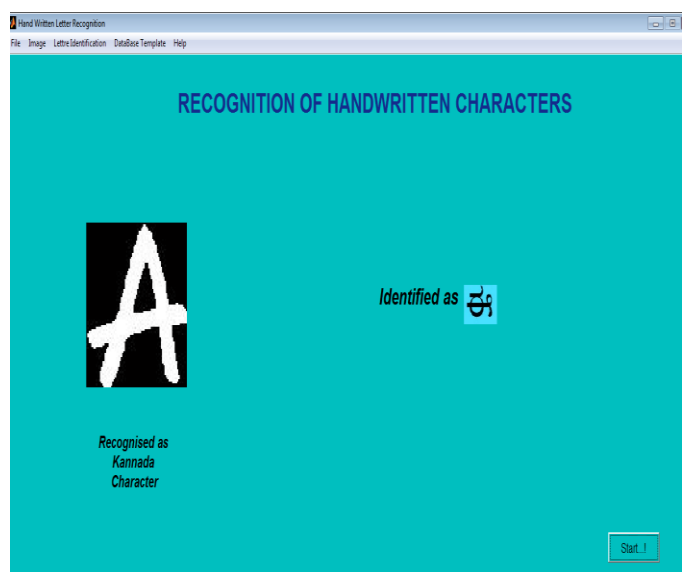 Hand Written Letter Recognition
File Image Lettre Identification DataBase Template Help
RECOGNITION OF HANDWRITTEN CHARACTERS
A
Identified as
Recognised as
Kannada
Character
Start..!